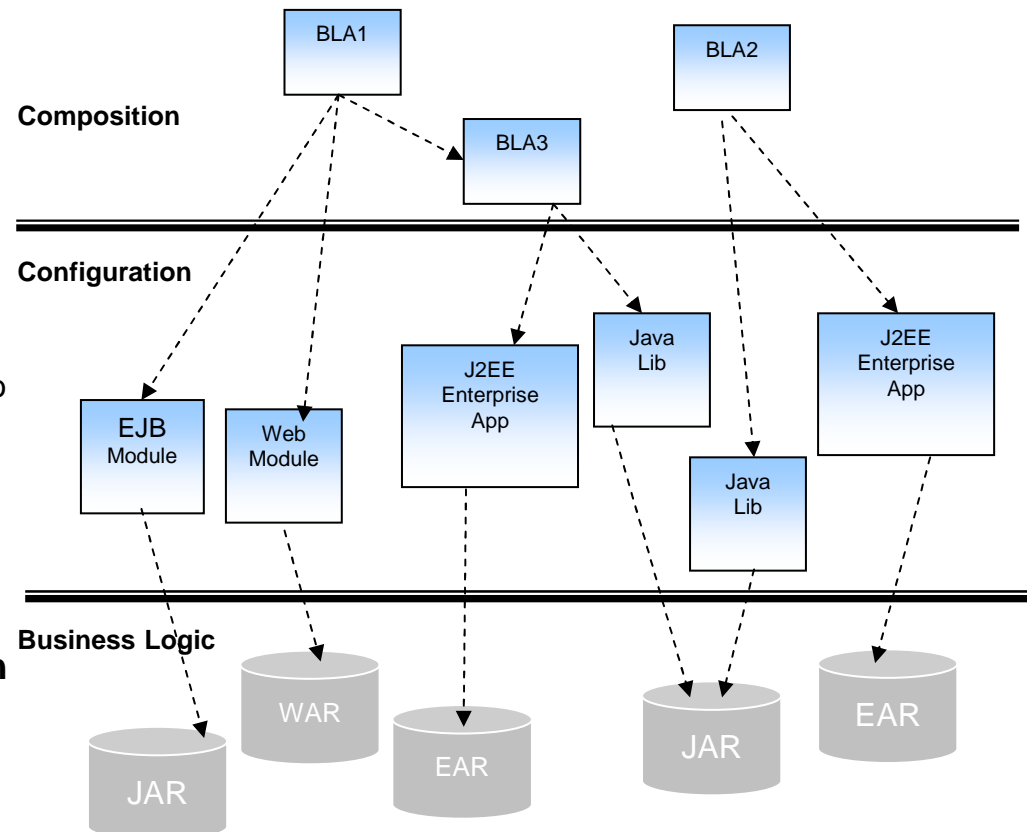 BLA1
BLA2
Composition
BLA3
Configuration
J2EE
Enterprise
App
Java
Lib
J2EE
Enterprise
App
EJB
Module
Web
Module
Java
Lib
Business Logic
WAR
EAR
JAR
EAR
JAR